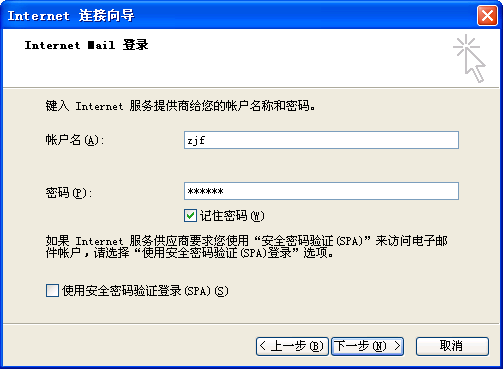 Internet 连接向导
Internet Mail 登录
键入 Internet 服务提供商给您的帐户名称和密码。
帐户名(A):
zjf
密码(P):
******
记住密码(W)
如果 Internet 服务供应商要求您使用“安全密码验证(SPA)”来访问电子邮
件帐户，请选择“使用安全密码验证(SPA)登录”选项。
使用安全密码验证登录(SPA)(S)
< 上一步(B) 下一步(N) > 取消